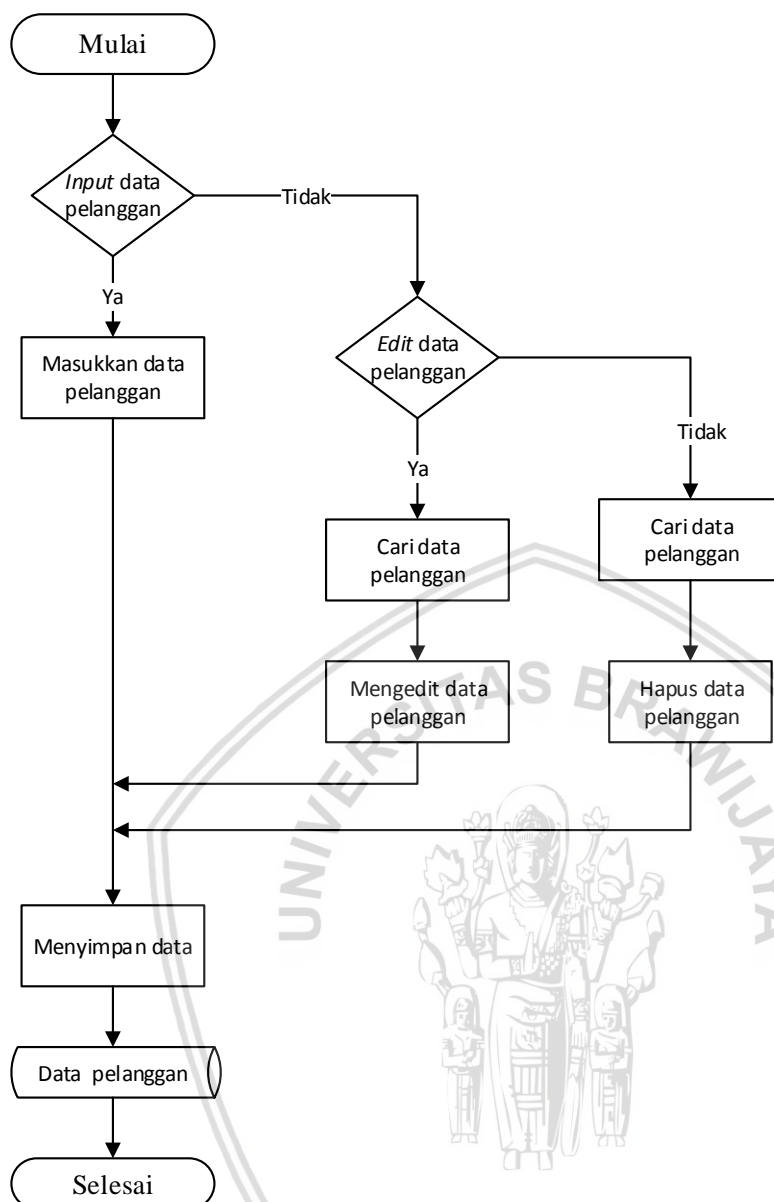 Mulai
Input data
pelanggan
Tidak
Ya
Masukkan data
pelanggan
Edit data
pelanggan
Tidak
Ya
Cari data
pelanggan
Cari data
pelanggan
Mengedit data
pelanggan
Hapus data
pelanggan
UNIVERSITAS BRAWIJAYA
Menyimpan data
Data pelanggan
Selesai